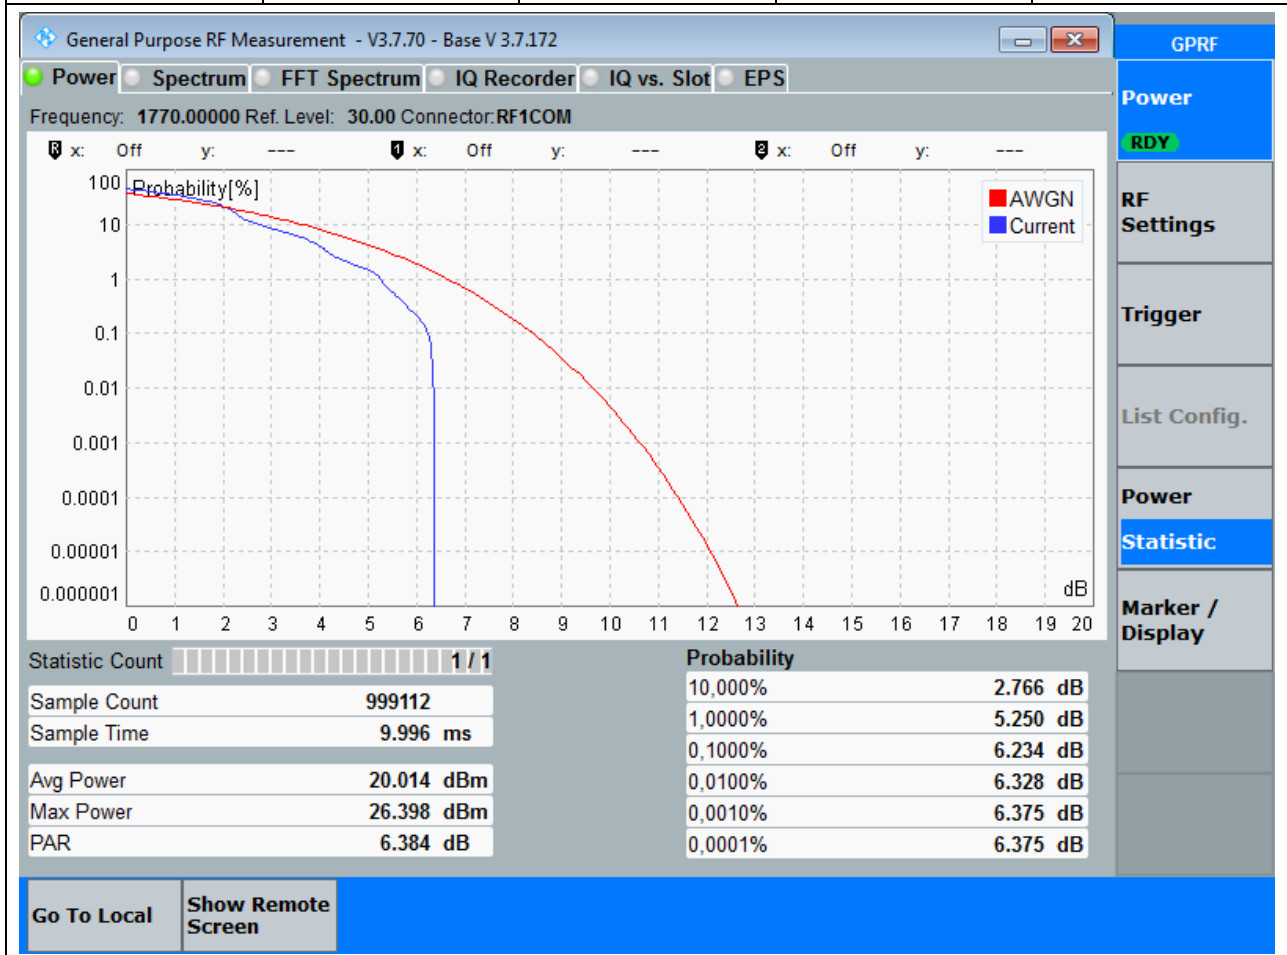 General Purpose RF Measurement - V3.7.70 - Base V 3.7.172
GPRF
Power Spectrum FFT Spectrum IQ Recorder IQ vs. Slot EPS
Frequency: 1770.00000 Ref. Level: 30.00 Connector:RF1COM
R x: Off y: --- 1 x: Off y: --- 2 x: Off y: ---
Probability[%]
AWGN
Current
100
10
1
0.1
0.01
0.001
0.0001
0.00001
0.000001
dB
0 1 2 3 4 5 6 7 8 9 10 11 12 13 14 15 16 17 18 19 20
Statistic Count 1 / 1
Sample Count 999112
Sample Time 9.996 ms
Avg Power 20.014 dBm
Max Power 26.398 dBm
PAR 6.384 dB
Probability
10,000% 2.766 dB
1,0000% 5.250 dB
0,1000% 6.234 dB
0,0100% 6.328 dB
0,0010% 6.375 dB
0,0001% 6.375 dB
Power
RDY
RF
Settings
Trigger
List Config.
Power
Statistic
Marker /
Display
Go To Local
Show Remote
Screen